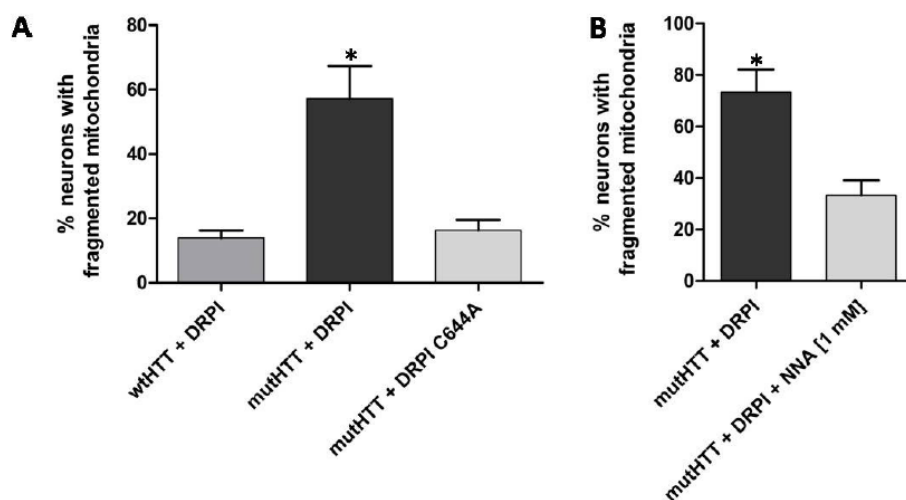 A
% neurons with
fragmented mitochondria
80
60
40
20
0
*
wtHTT + DRPI
mutHTT + DRPI
mutHTT + DRPI C644A
B
% neurons with
fragmented mitochondria
100
80
60
40
20
0
*
mutHTT + DRPI
mutHTT + DRPI + NNA [1 mM]